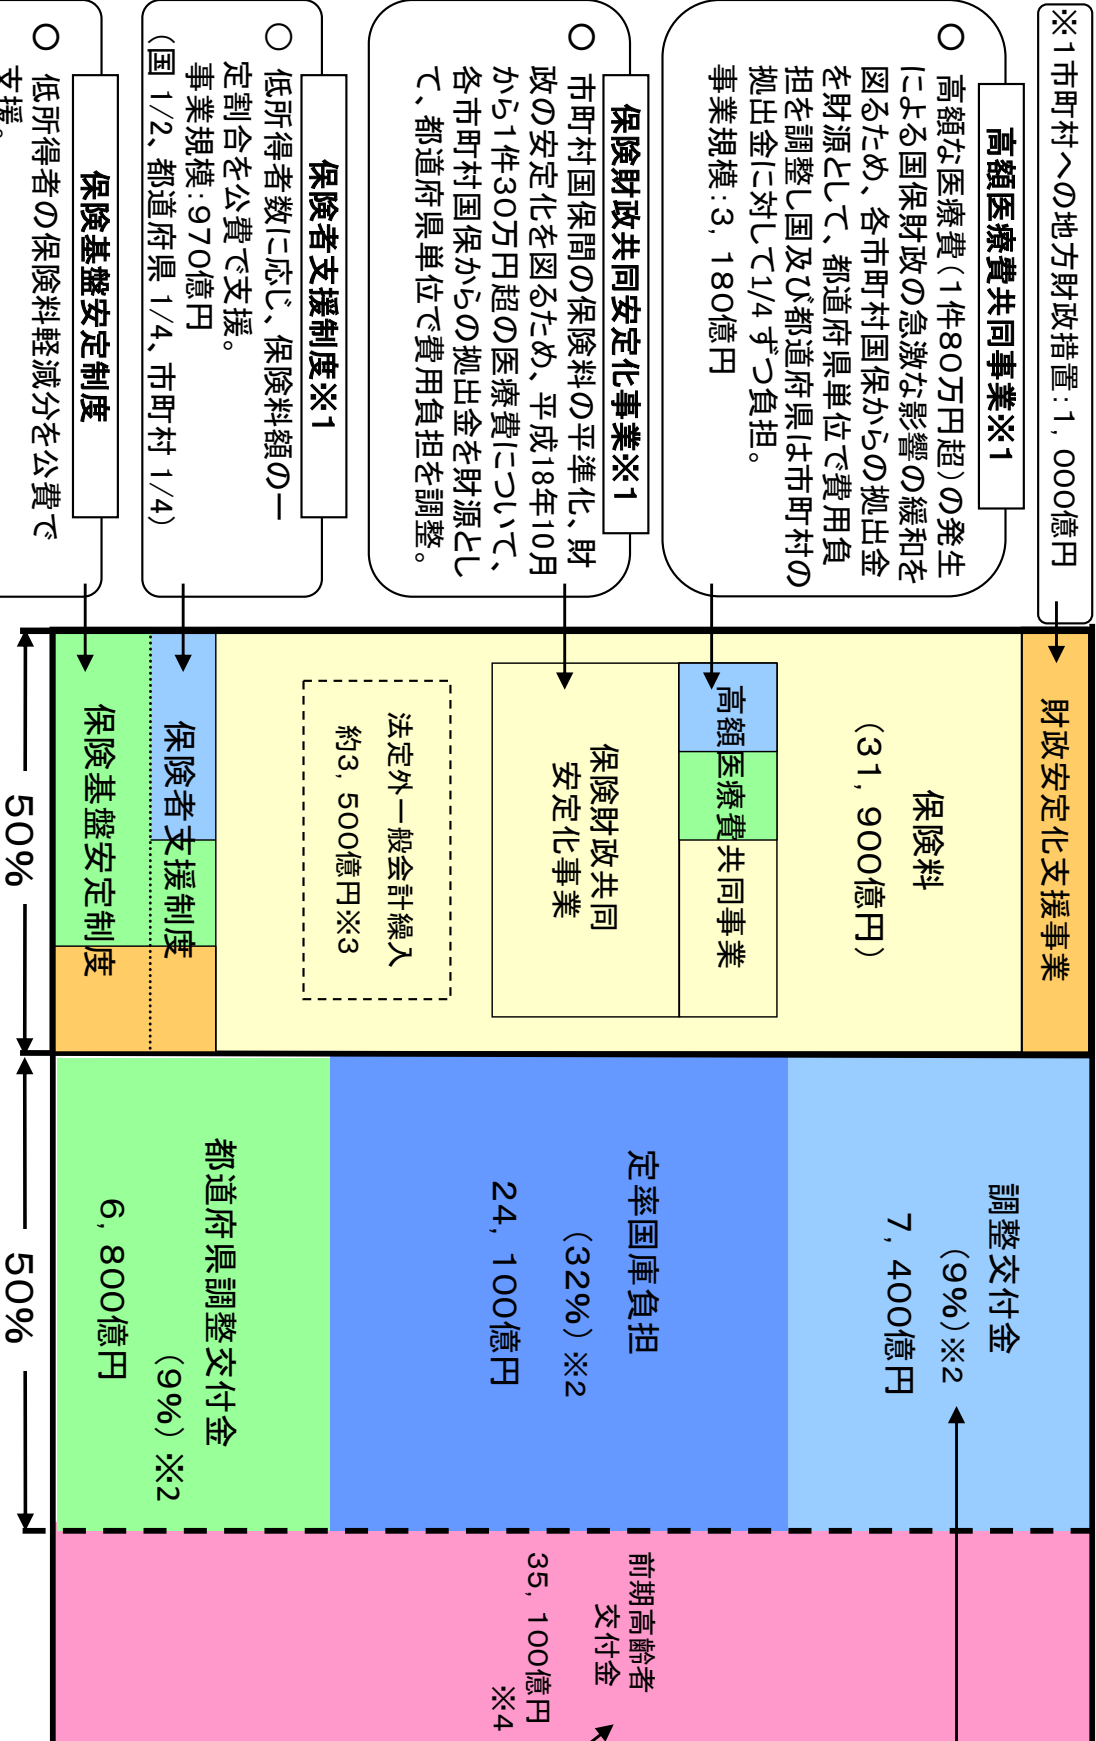 ※1市町村への地方財政措置:1,000億円
高額医療費共同事業※1
○ 高額な医療費(1件80万円超)の発生
による国保財政の急激な影響の緩和を
図るため、各市町村国保からの拠出金
を財源として、都道府県単位で費用負
担を調整し国及び都道府県は市町村の
拠出金に対して1/4ずつ負担。
事業規模:3,180億円
保険財政共同安定化事業※1
○ 市町村国保間の保険料の平準化、財
政の安定化を図るため、平成18年10月
から1件30万円超の医療費について、
各市町村国保からの拠出金を財源とし
て、都道府県単位で費用負担を調整。
保険者支援制度※1
○ 低所得者数に応じ、保険料額の一
定割合を公費で支援。
事業規模:970億円
(国 1/2、都道府県 1/4、市町村 1/4)
保険基盤安定制度
○ 低所得者の保険料軽減分を公費で
支援。
財政安定化支援事業
保険料
(31,900億円)
高額医療費共同事業
保険財政共同
安定化事業
法定外一般会計繰入
約3,500億円※3
保険者支援制度
保険基盤安定制度
50%
調整交付金
(9%)※2
7,400億円
定率国庫負担
(32%)※2
24,100億円
都道府県調整交付金
(9%)※2
6,800億円
50%
前期高齢者
交付金
35,100億円
※4